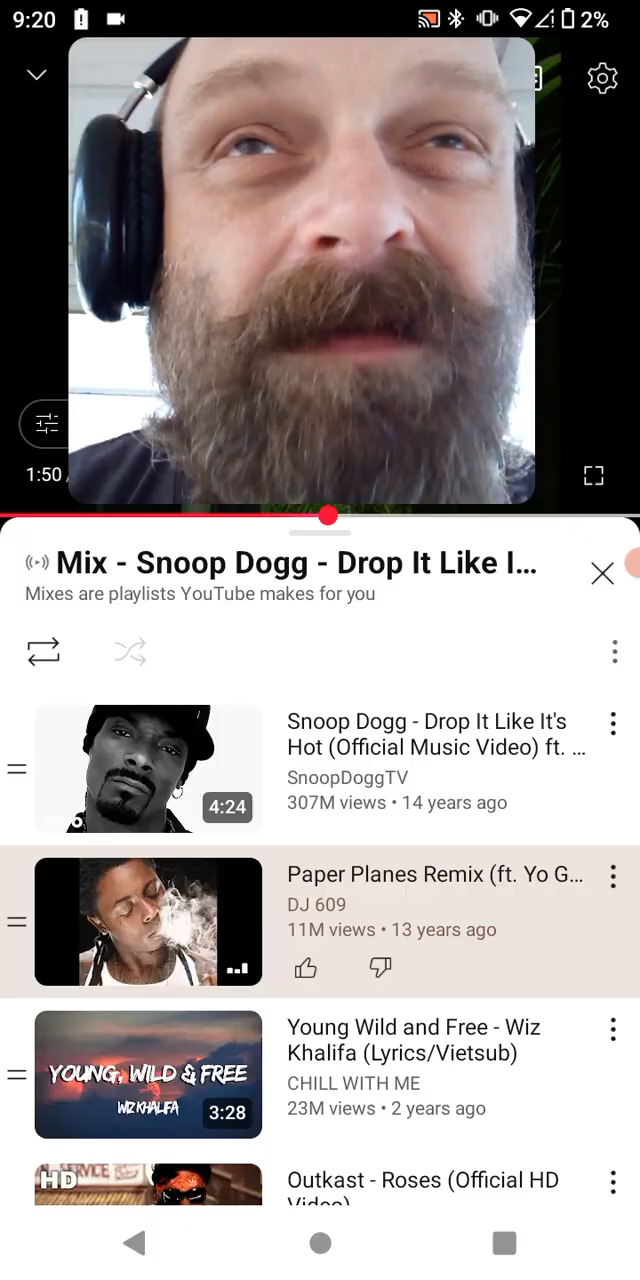 9:20
2%
1:50 /
Mix - Snoop Dogg - Drop It Like I...
Mixes are playlists YouTube makes for you
Snoop Dogg - Drop It Like It's
Hot (Official Music Video) ft. ...
SnoopDoggTV
307M views • 14 years ago
4:24
Paper Planes Remix (ft. Yo G...
DJ 609
11M views • 13 years ago
Young Wild and Free - Wiz
Khalifa (Lyrics/Vietsub)
CHILL WITH ME
23M views • 2 years ago
YOUNG, WILD & FREE
WIZ KHALIFA
3:28
HD
SERVICE
Outkast - Roses (Official HD
Video)